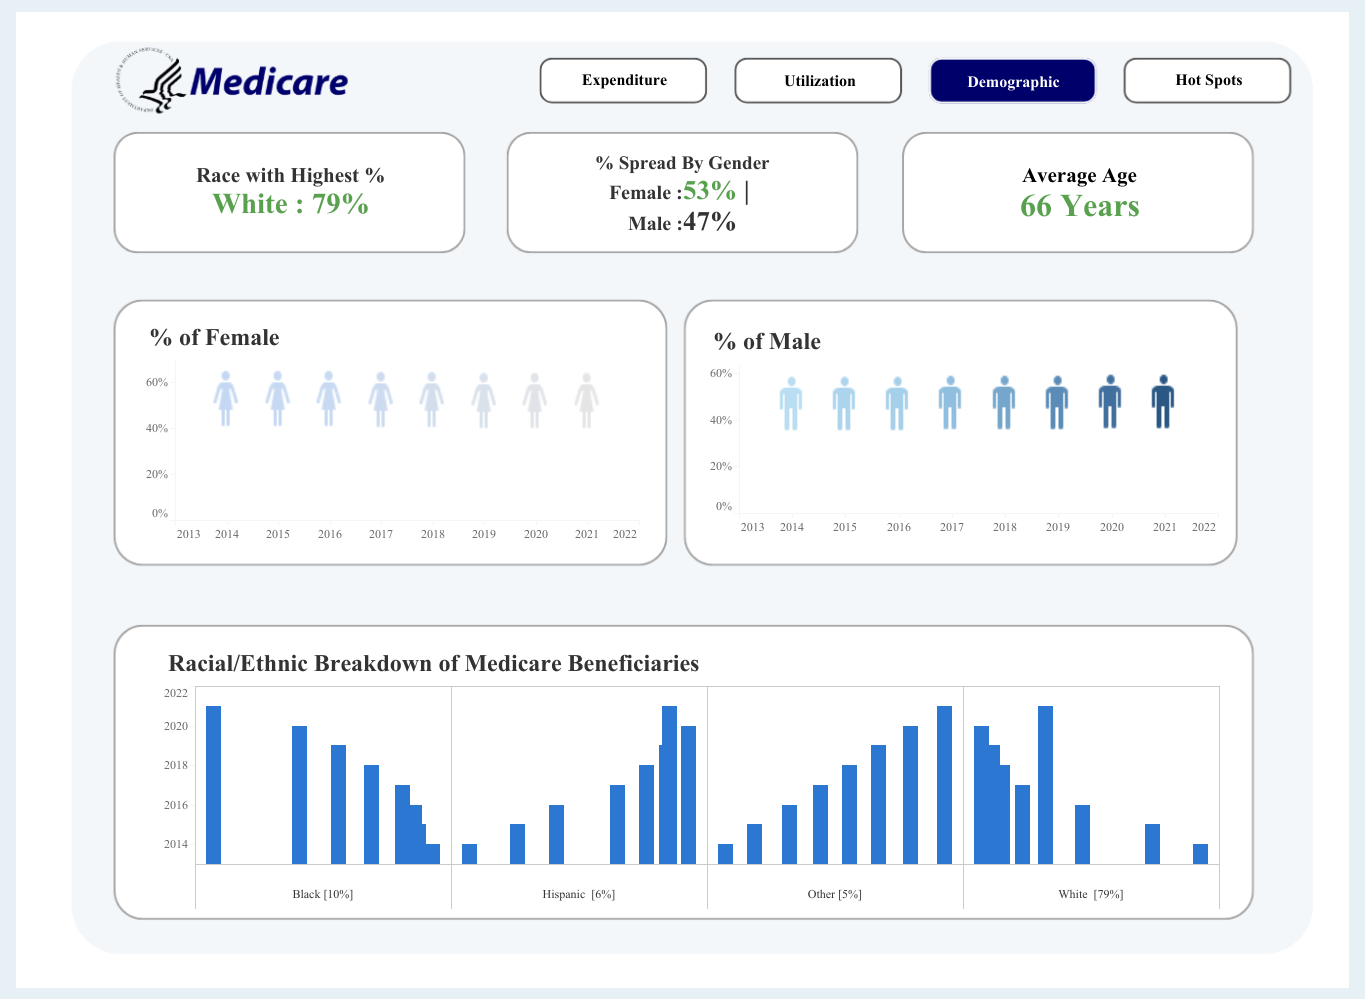 Medicare
Expenditure
Utilization
Demographic
Hot Spots
Race with Highest %
White : 79%
% Spread By Gender
Female :53% |
Male :47%
Average Age
66 Years
% of Female
60%
40%
20%
0%
2013 2014 2015 2016 2017 2018 2019 2020 2021 2022
% of Male
60%
40%
20%
0%
2013 2014 2015 2016 2017 2018 2019 2020 2021 2022
Racial/Ethnic Breakdown of Medicare Beneficiaries
2022
2020
2018
2016
2014
Black [10%]
Hispanic [6%]
Other [5%]
White [79%]